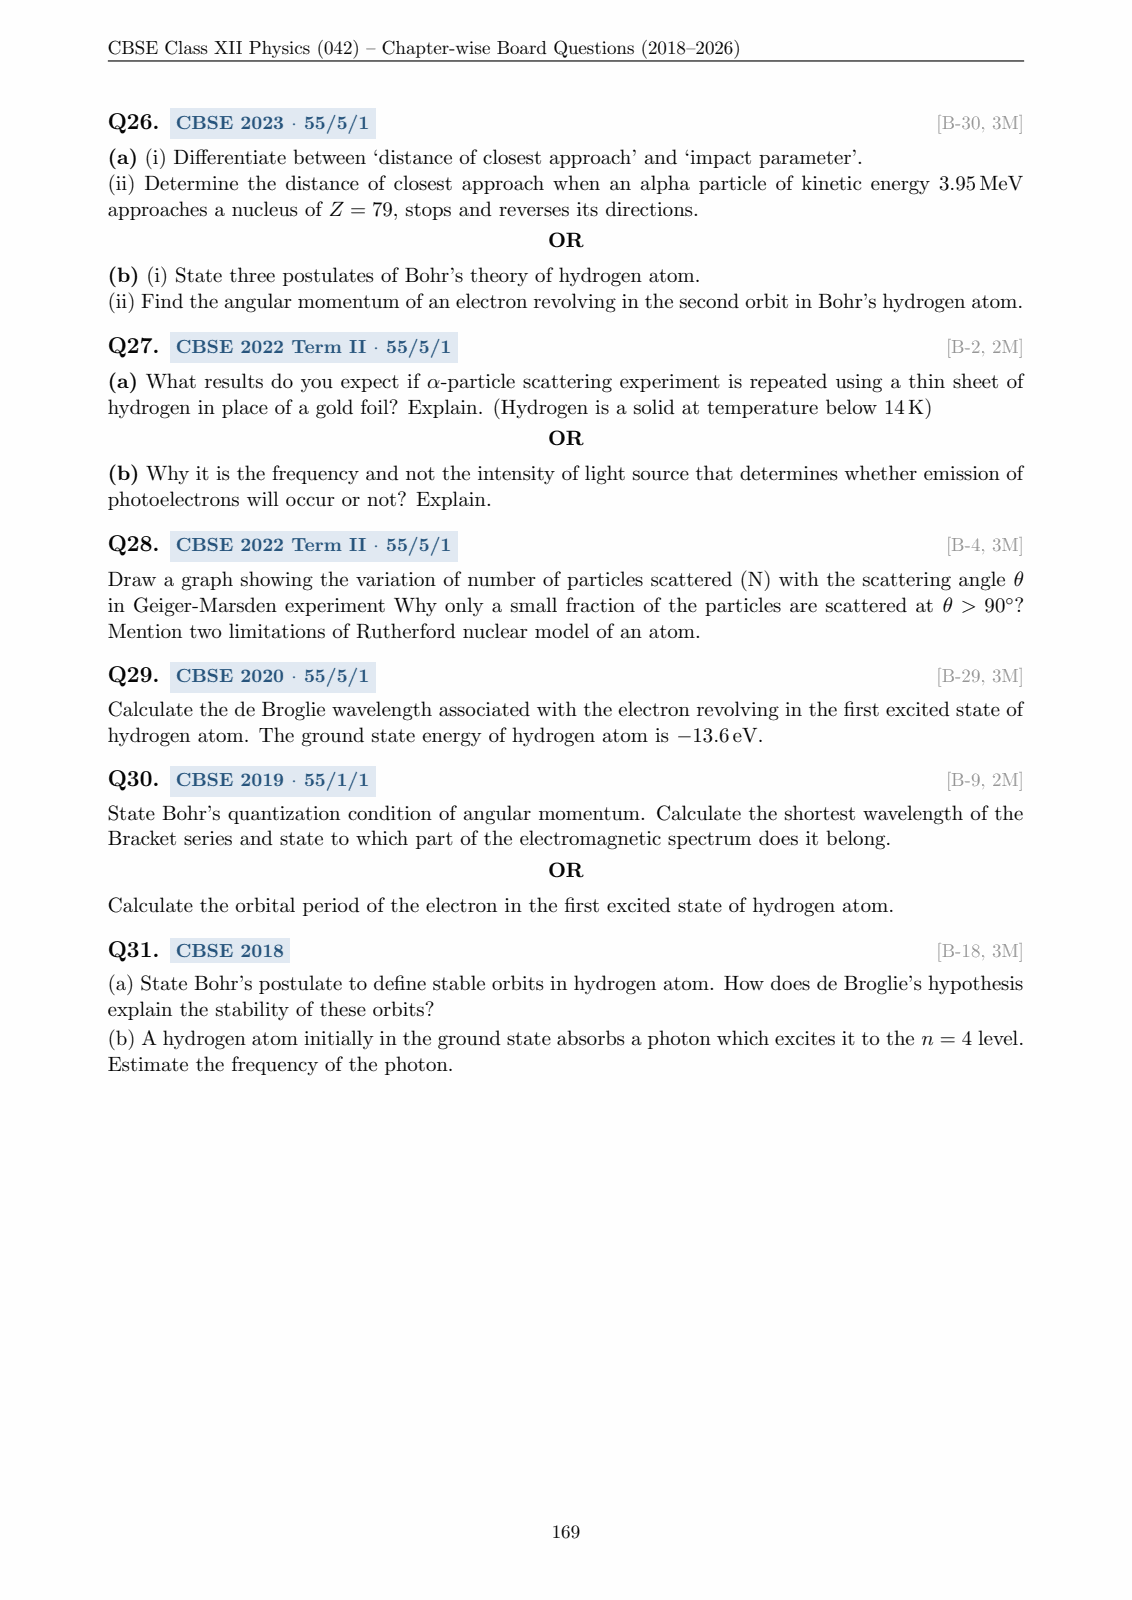 CBSE Class XII Physics (042) – Chapter-wise Board Questions (2018–2026)
Q26. CBSE 2023 · 55/5/1 [B-30, 3M]
(a) (i) Differentiate between ‘distance of closest approach’ and ‘impact parameter’.
(ii) Determine the distance of closest approach when an alpha particle of kinetic energy 3.95 MeV
approaches a nucleus of Z = 79, stops and reverses its directions.
OR
(b) (i) State three postulates of Bohr’s theory of hydrogen atom.
(ii) Find the angular momentum of an electron revolving in the second orbit in Bohr’s hydrogen atom.
Q27. CBSE 2022 Term II · 55/5/1 [B-2, 2M]
(a) What results do you expect if α-particle scattering experiment is repeated using a thin sheet of
hydrogen in place of a gold foil? Explain. (Hydrogen is a solid at temperature below 14 K)
OR
(b) Why it is the frequency and not the intensity of light source that determines whether emission of
photoelectrons will occur or not? Explain.
Q28. CBSE 2022 Term II · 55/5/1 [B-4, 3M]
Draw a graph showing the variation of number of particles scattered (N) with the scattering angle θ
in Geiger-Marsden experiment Why only a small fraction of the particles are scattered at θ > 90°?
Mention two limitations of Rutherford nuclear model of an atom.
Q29. CBSE 2020 · 55/5/1 [B-29, 3M]
Calculate the de Broglie wavelength associated with the electron revolving in the first excited state of
hydrogen atom. The ground state energy of hydrogen atom is −13.6 eV.
Q30. CBSE 2019 · 55/1/1 [B-9, 2M]
State Bohr’s quantization condition of angular momentum. Calculate the shortest wavelength of the
Bracket series and state to which part of the electromagnetic spectrum does it belong.
OR
Calculate the orbital period of the electron in the first excited state of hydrogen atom.
Q31. CBSE 2018 [B-18, 3M]
(a) State Bohr’s postulate to define stable orbits in hydrogen atom. How does de Broglie’s hypothesis
explain the stability of these orbits?
(b) A hydrogen atom initially in the ground state absorbs a photon which excites it to the n = 4 level.
Estimate the frequency of the photon.
169